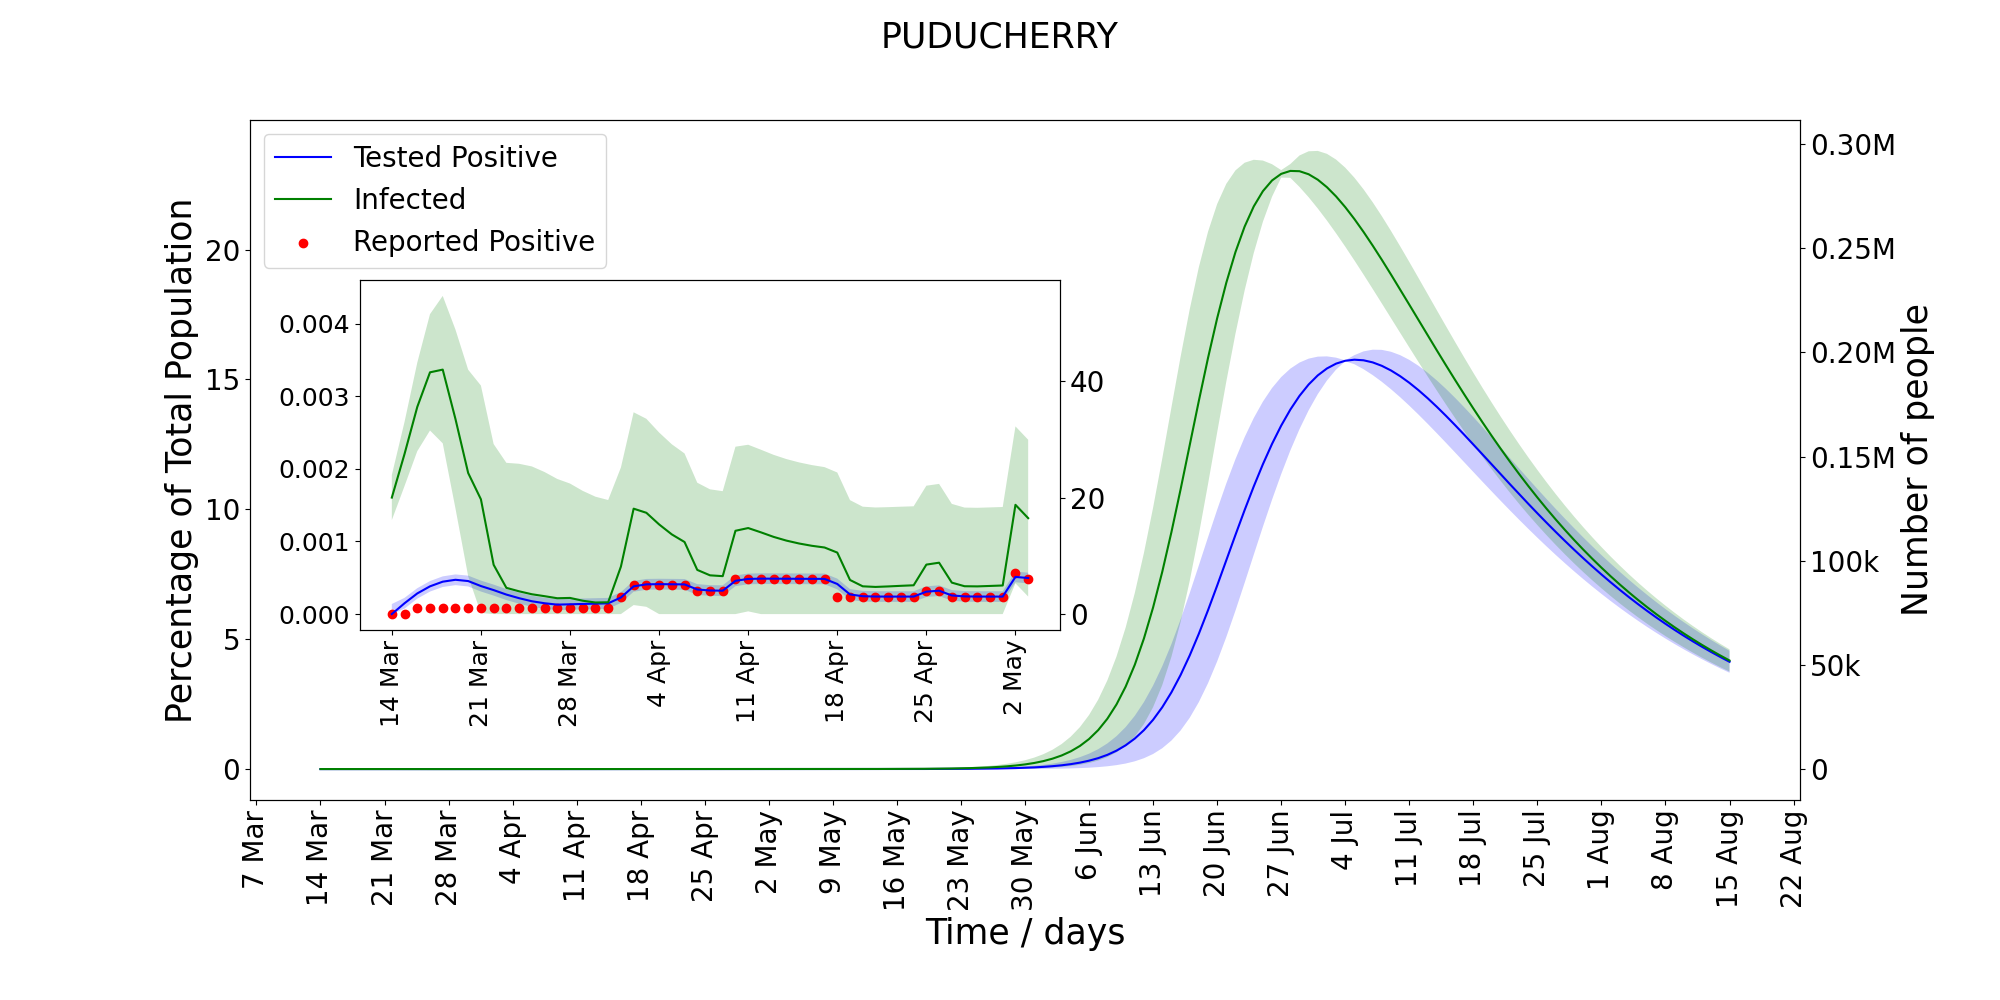 PUDUCHERRY
Tested Positive
Infected
Reported Positive
Percentage of Total Population
20
15
10
5
0
0.30M
0.25M
0.20M
0.15M
100k
50k
0
Number of people
0.004
0.003
0.002
0.001
0.000
40
20
0
14 Mar
21 Mar
28 Mar
4 Apr
11 Apr
18 Apr
25 Apr
2 May
7 Mar
14 Mar
21 Mar
28 Mar
4 Apr
11 Apr
18 Apr
25 Apr
2 May
9 May
16 May
23 May
30 May
6 Jun
13 Jun
20 Jun
27 Jun
4 Jul
11 Jul
18 Jul
25 Jul
1 Aug
8 Aug
15 Aug
22 Aug
Time / days